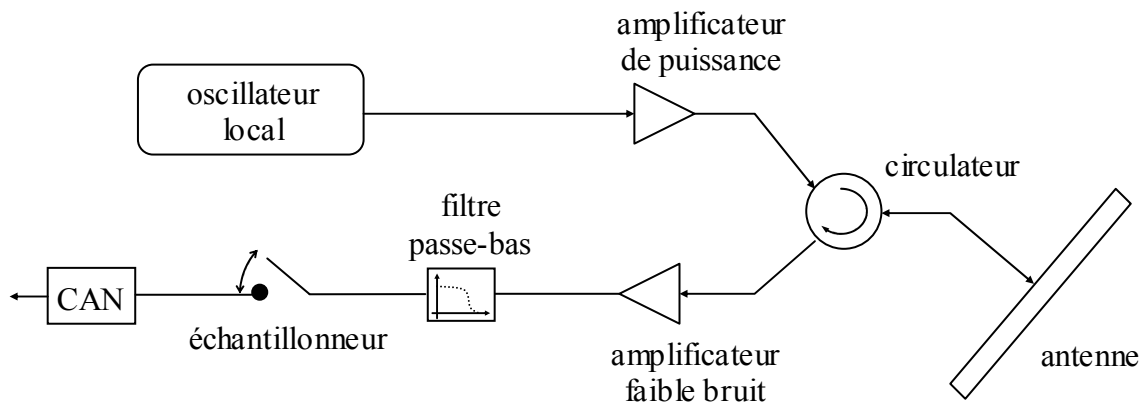 amplificateur
de puissance
oscillateur
local
circulateur
filtre
passe-bas
CAN
échantillonneur
amplificateur
faible bruit
antenne